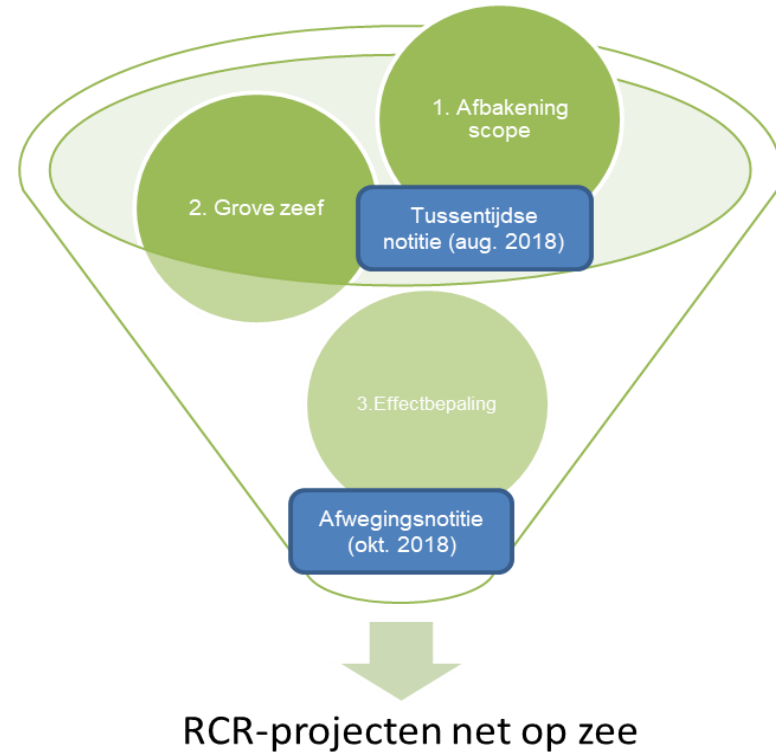 1. Afbakening
scope
2. Grove zeef
Tussentijdse
notitie (aug. 2018)
3.Effectbepaling
Afwegingsnotitie
(okt. 2018)
RCR-projecten net op zee